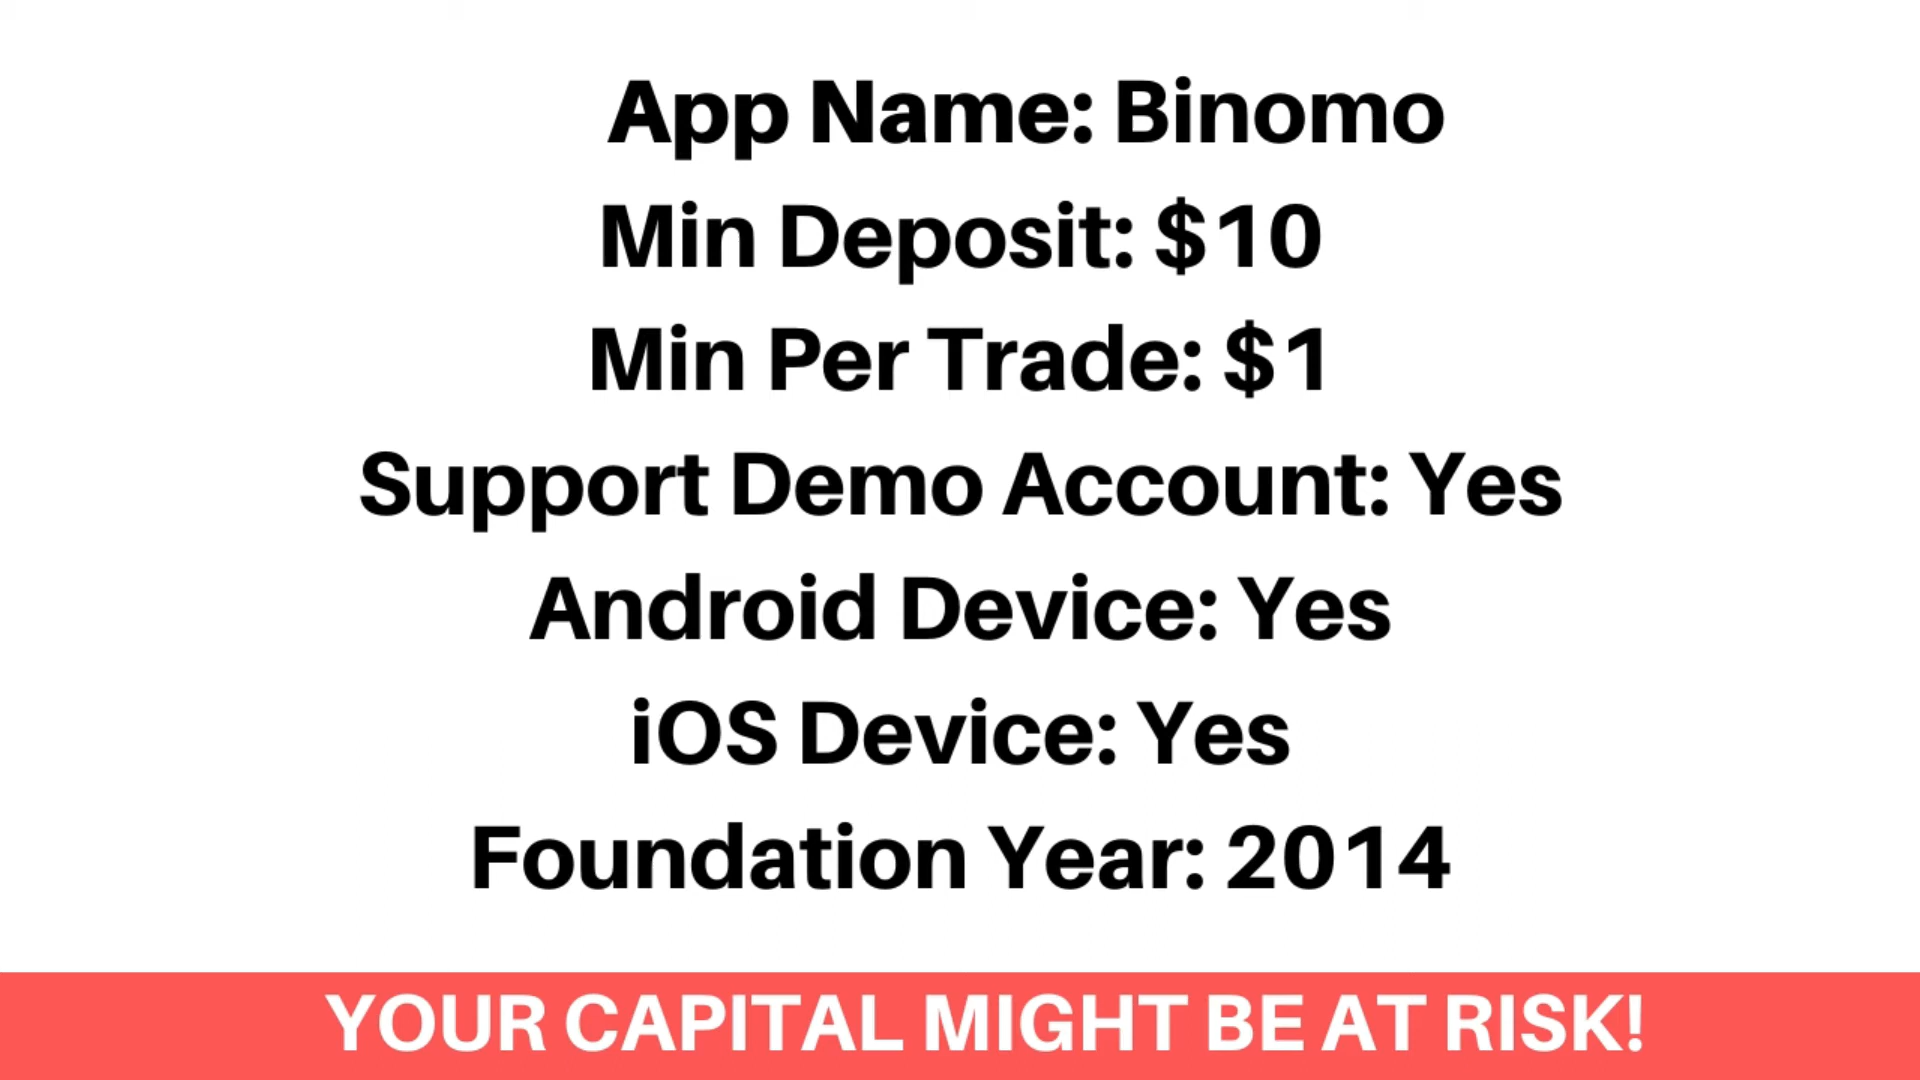 App Name: Binomo
Min Deposit: $10
Min Per Trade: $1
Support Demo Account: Yes
Android Device: Yes
iOS Device: Yes
Foundation Year: 2014
YOUR CAPITAL MIGHT BE AT RISK!